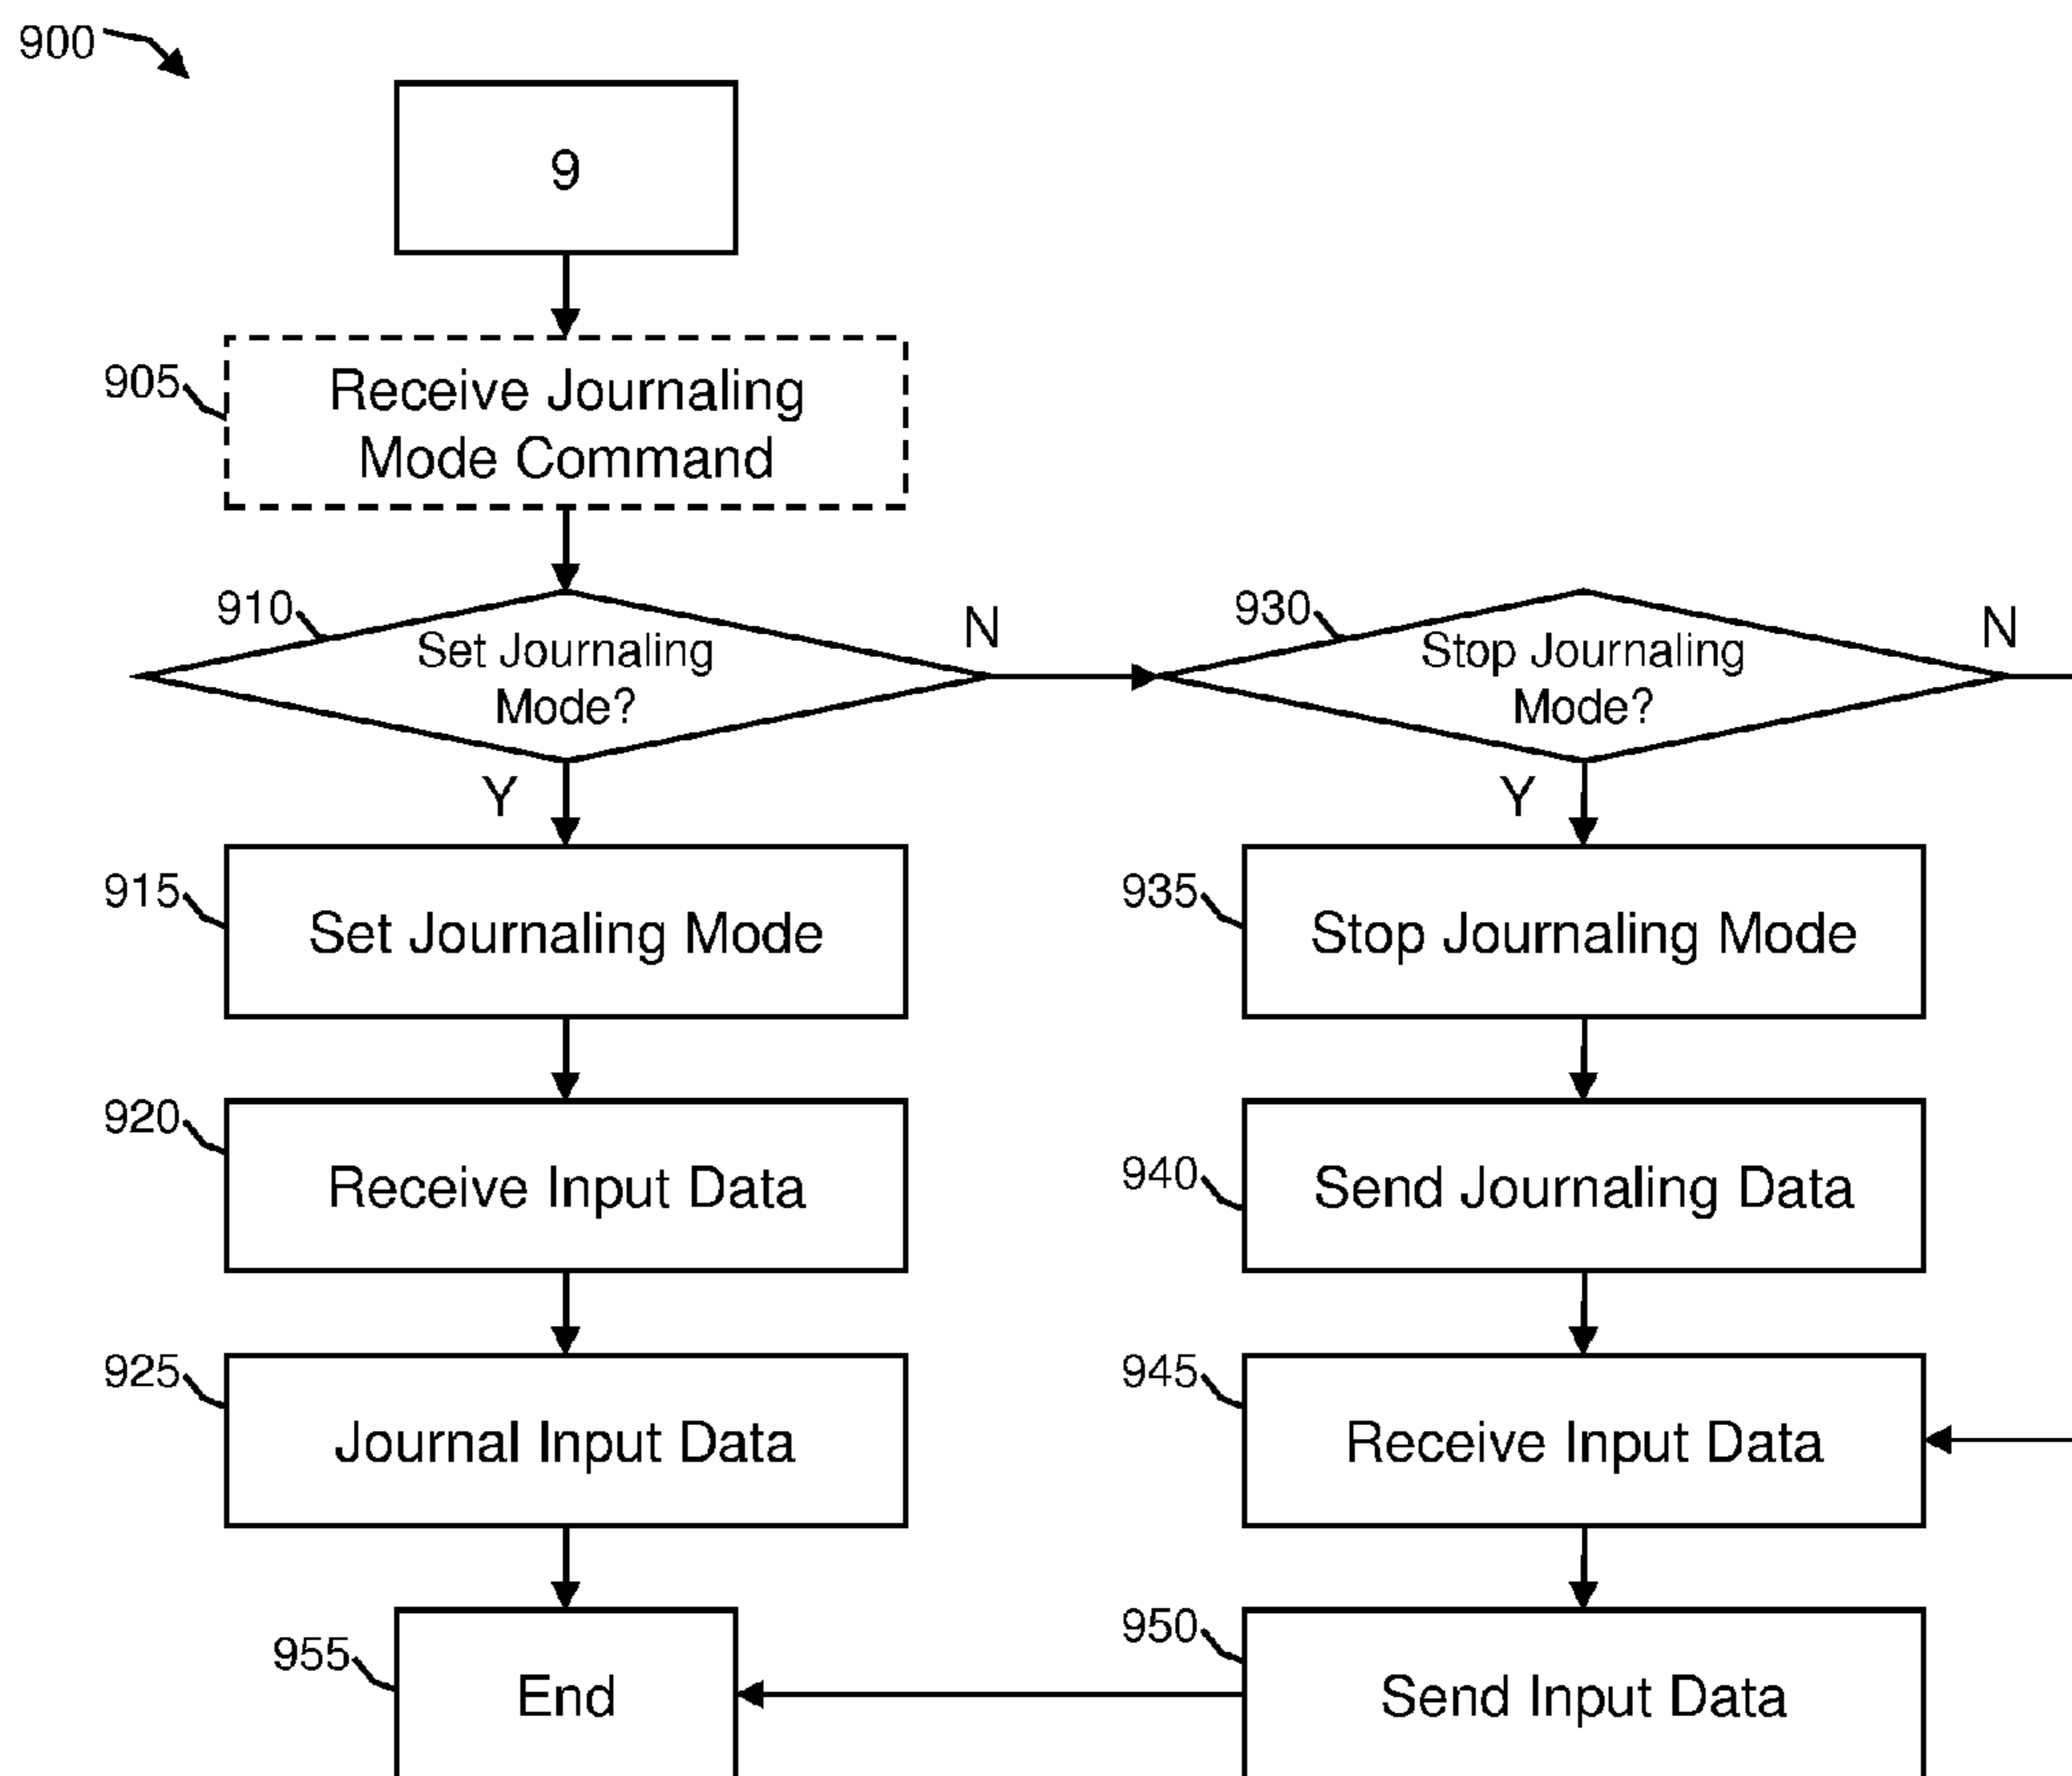 900
9
905
Receive Journaling
Mode Command
910
Set Journaling
Mode?
N
Y
930
Stop Journaling
Mode?
N
Y
915
Set Journaling Mode
935
Stop Journaling Mode
920
Receive Input Data
940
Send Journaling Data
925
Journal Input Data
945
Receive Input Data
955
End
950
Send Input Data